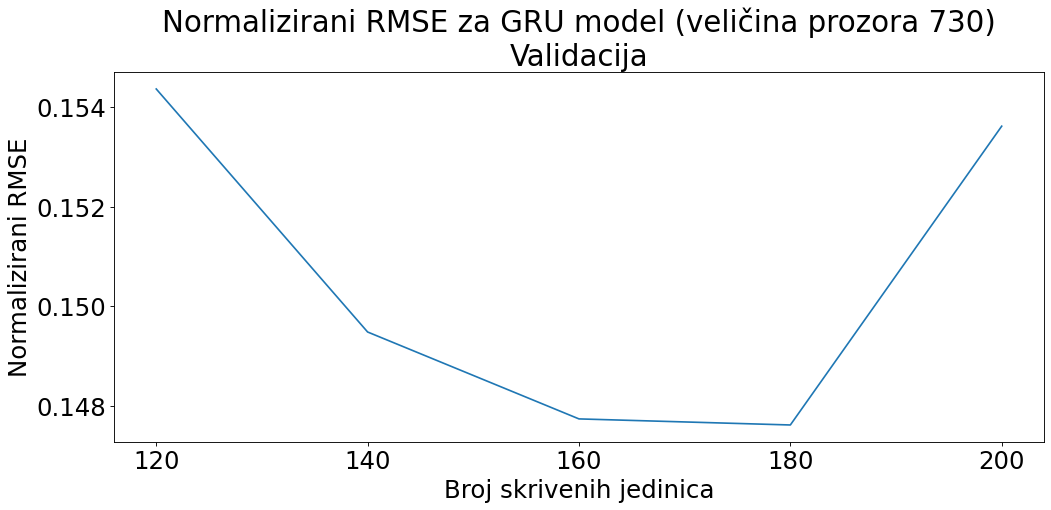 Normalizirani RMSE za GRU model (veličina prozora 730)
Validacija
Normalizirani RMSE
0.154
0.152
0.150
0.148
120 140 160 180 200
Broj skrivenih jedinica